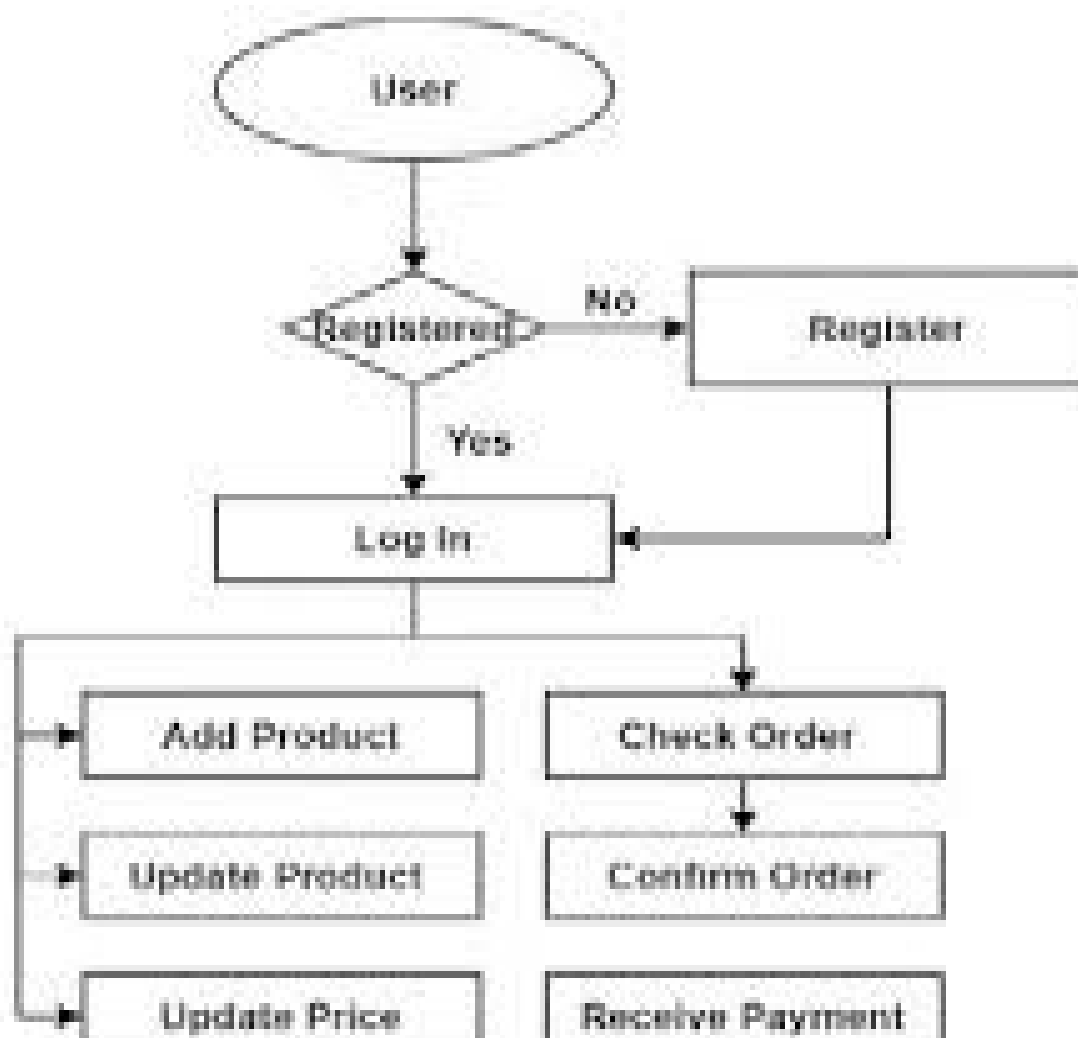 User
Registered
No
Register
Yes
Log In
Add Product
Check Order
Update Product
Confirm Order
Update Price
Receive Payment